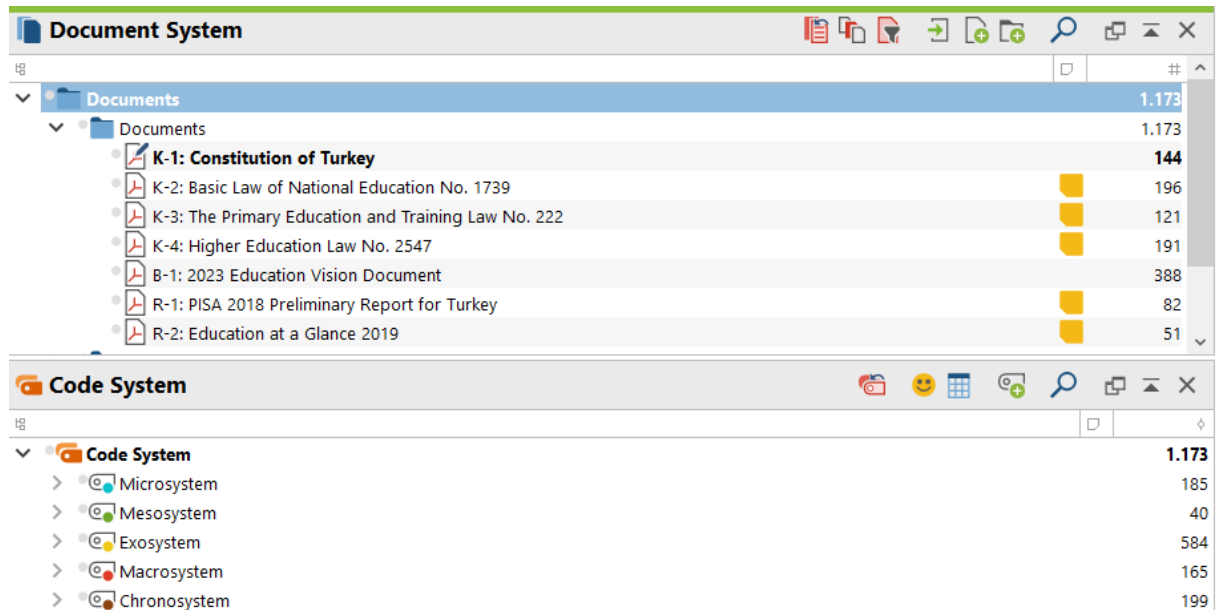 Document System
#
Documents 1.173
Documents 1.173
K-1: Constitution of Turkey 144
K-2: Basic Law of National Education No. 1739 196
K-3: The Primary Education and Training Law No. 222 121
K-4: Higher Education Law No. 2547 191
B-1: 2023 Education Vision Document 388
R-1: PISA 2018 Preliminary Report for Turkey 82
R-2: Education at a Glance 2019 51
Code System
Code System 1.173
Microsystem 185
Mesosystem 40
Exosystem 584
Macrosystem 165
Chronosystem 199